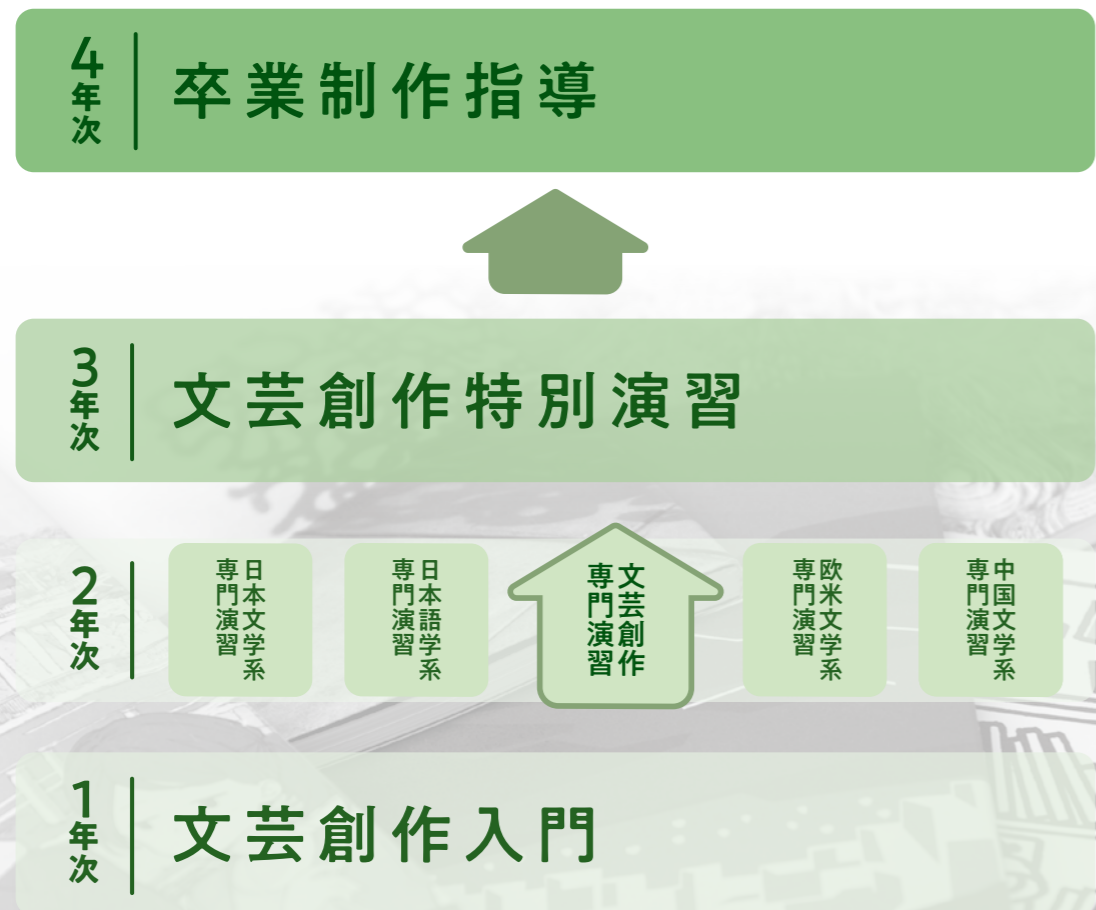 4年次
卒業制作指導
3年次
文芸創作特別演習
2年次
日本文学系
専門演習
日本語学系
専門演習
文芸創作
専門演習
欧米文学系
専門演習
中国文学系
専門演習
1年次
文芸創作入門